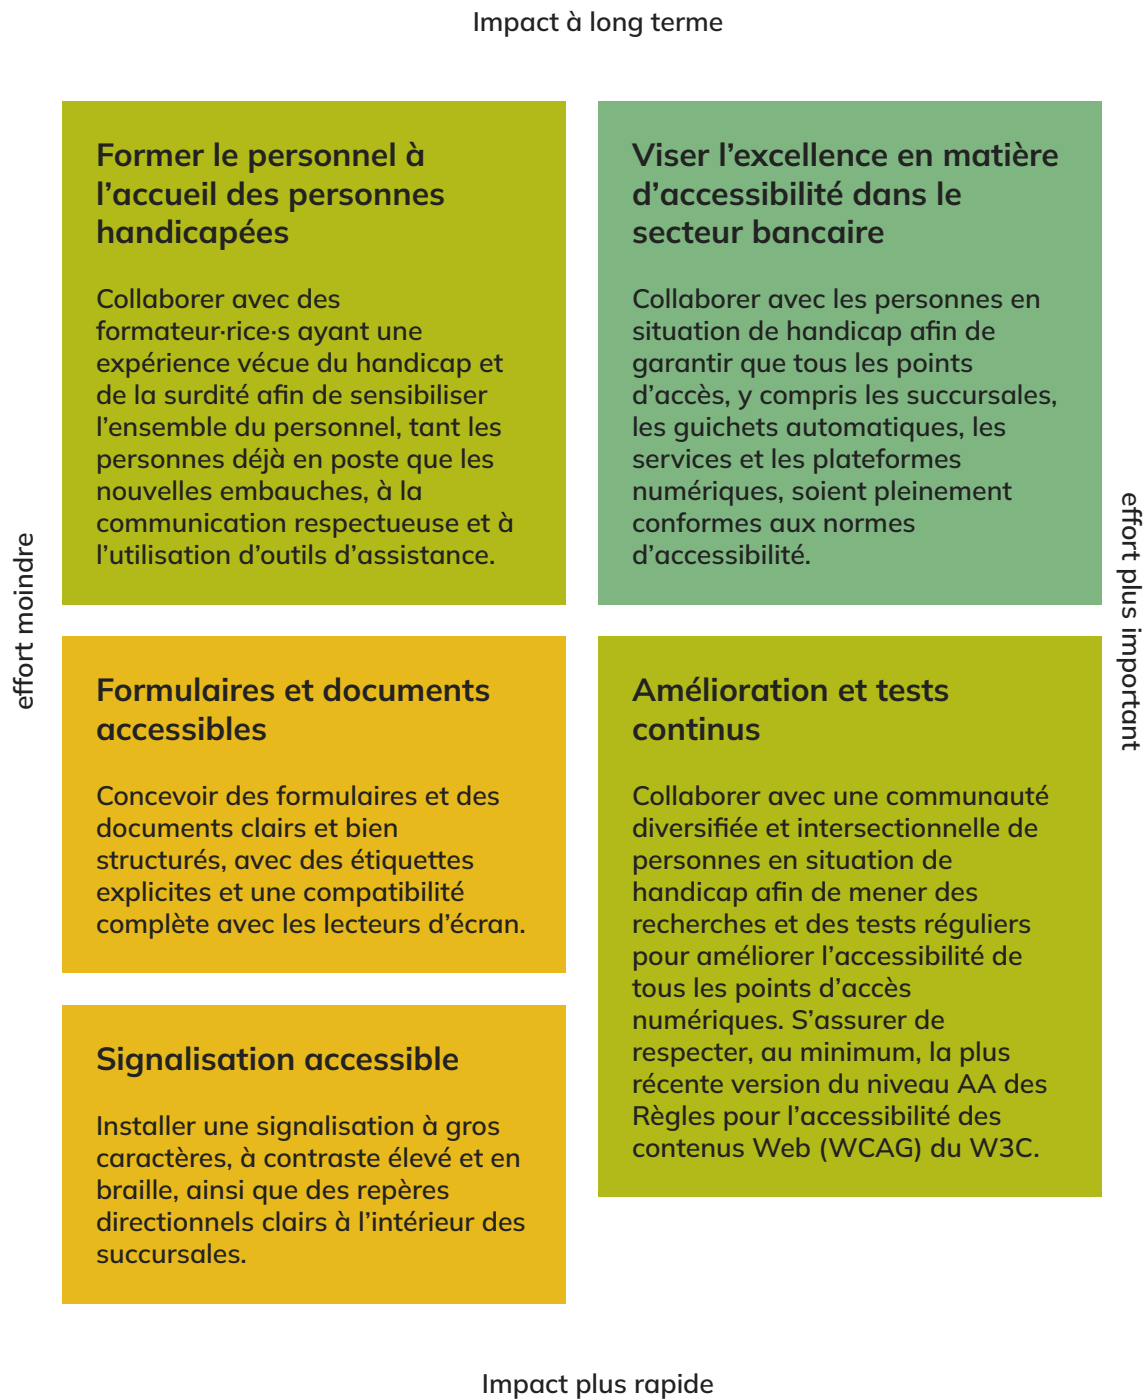 Impact à long terme
Former le personnel à
l’accueil des personnes
handicapées
Collaborer avec des
formateur·rice·s ayant une
expérience vécue du handicap et
de la surdité afin de sensibiliser
l’ensemble du personnel, tant les
personnes déjà en poste que les
nouvelles embauches, à la
communication respectueuse et à
l’utilisation d’outils d’assistance.
Viser l’excellence en matière
d’accessibilité dans le
secteur bancaire
Collaborer avec les personnes en
situation de handicap afin de
garantir que tous les points
d’accès, y compris les succursales,
les guichets automatiques, les
services et les plateformes
numériques, soient pleinement
conformes aux normes
d’accessibilité.
effort moindre
effort plus important
Formulaires et documents
accessibles
Concevoir des formulaires et des
documents clairs et bien
structurés, avec des étiquettes
explicites et une compatibilité
complète avec les lecteurs d’écran.
Amélioration et tests
continus
Collaborer avec une communauté
diversifiée et intersectionnelle de
personnes en situation de
handicap afin de mener des
recherches et des tests réguliers
pour améliorer l’accessibilité de
tous les points d’accès
numériques. S’assurer de
respecter, au minimum, la plus
récente version du niveau AA des
Règles pour l’accessibilité des
contenus Web (WCAG) du W3C.
Signalisation accessible
Installer une signalisation à gros
caractères, à contraste élevé et en
braille, ainsi que des repères
directionnels clairs à l’intérieur des
succursales.
Impact plus rapide